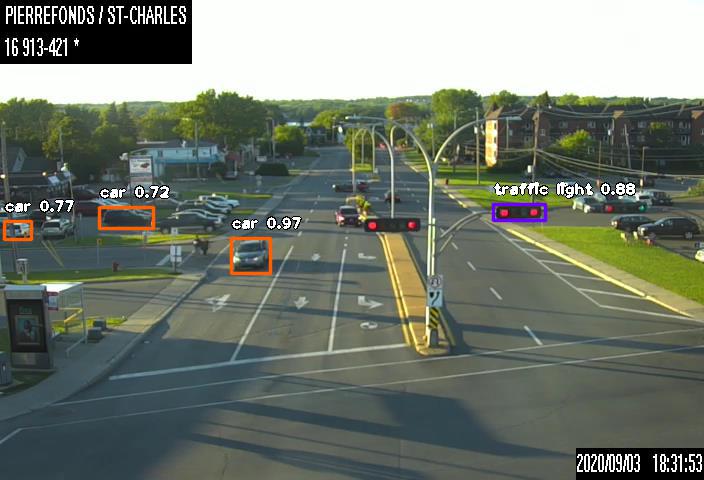 PIERREFONDS / ST-CHARLES
16 913-421 *
car 0.72
traffic light 0.88
car 0.77
car 0.97
2020/09/03 18:31:53